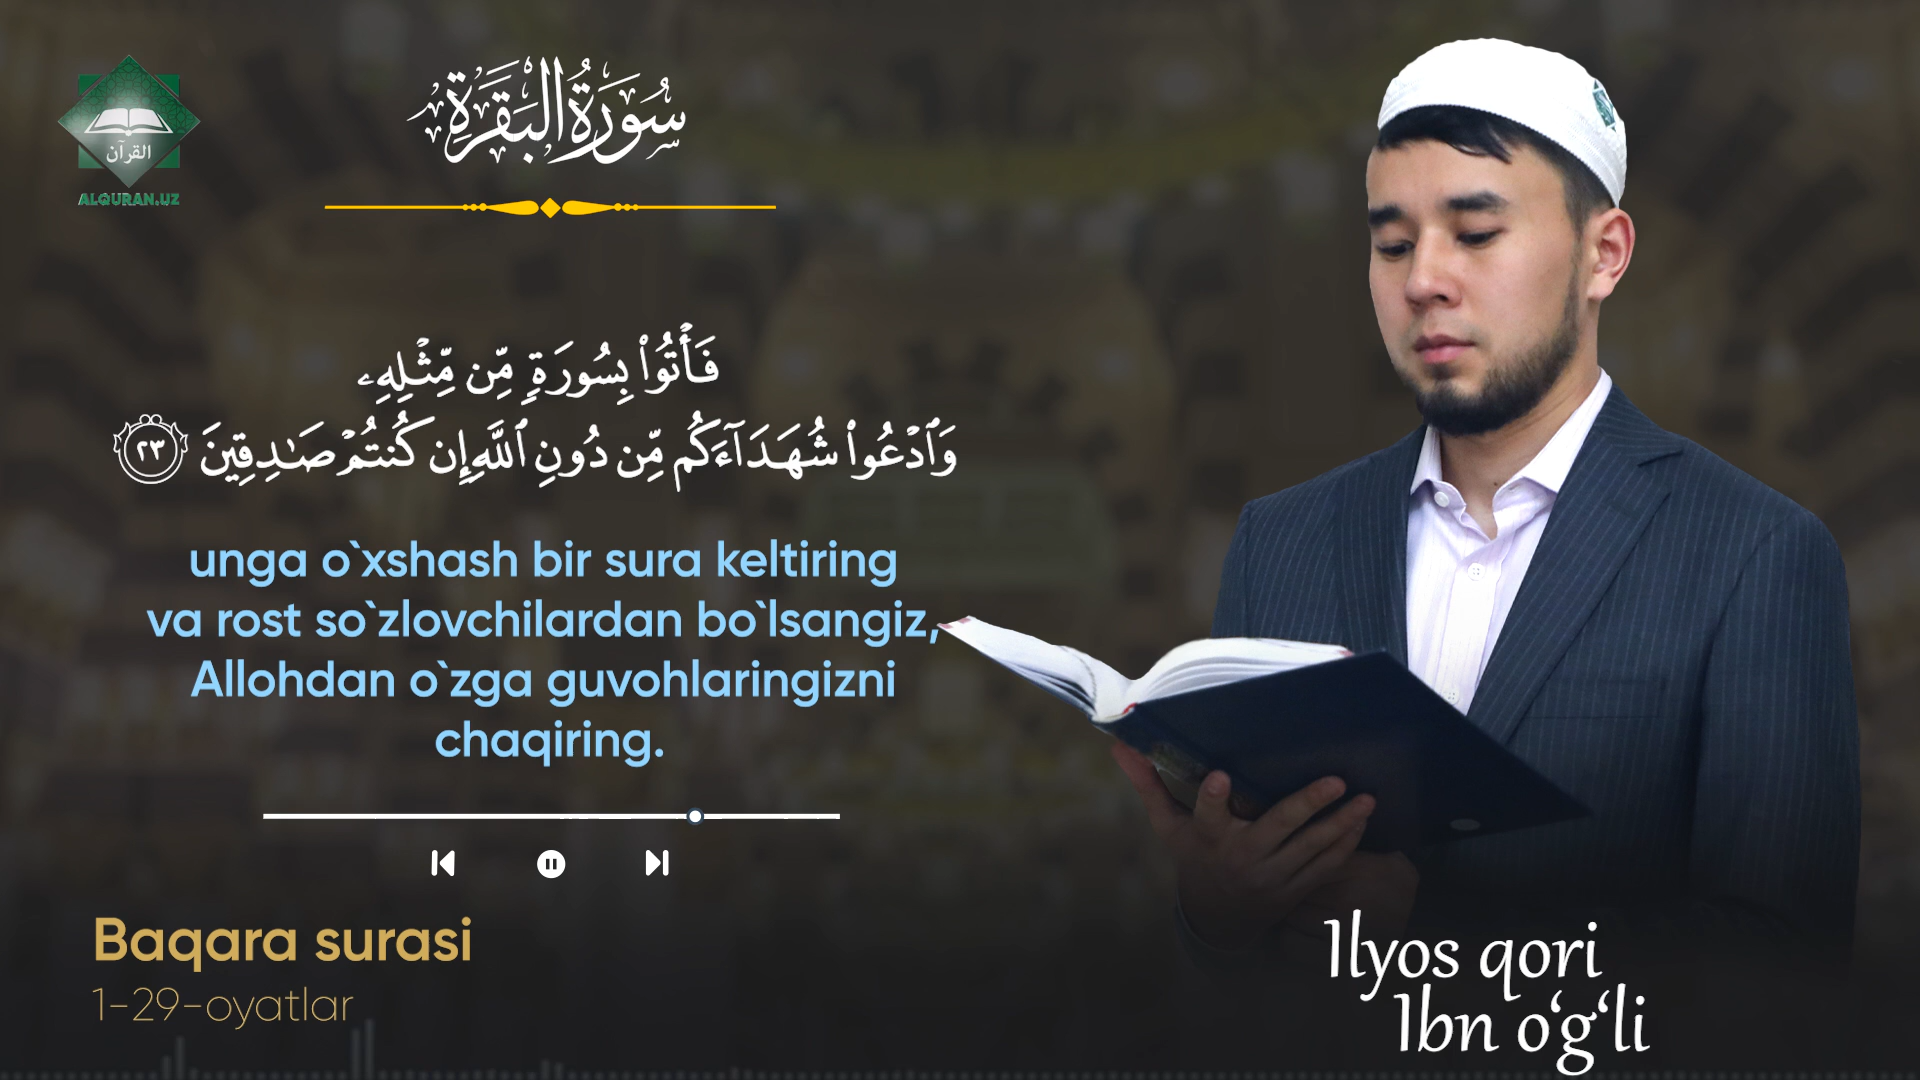 القرآن
ALQURAN.UZ
سُورَةُ الْبَقَرَةِ
فَأْتُوا۟ بِسُورَةٍ مِّن مِّثْلِهِۦ
وَٱدْعُوا۟ شُهَدَآءَكُم مِّن دُونِ ٱللَّهِ إِن كُنتُمْ صَـٰدِقِينَ ٢٣
unga o`xshash bir sura keltiring
va rost so`zlovchilardan bo`lsangiz,
Allohdan o`zga guvohlaringizni
chaqiring.
Baqara surasi
1-29-oyatlar
Ilyos qori
Ibn o‘g‘li